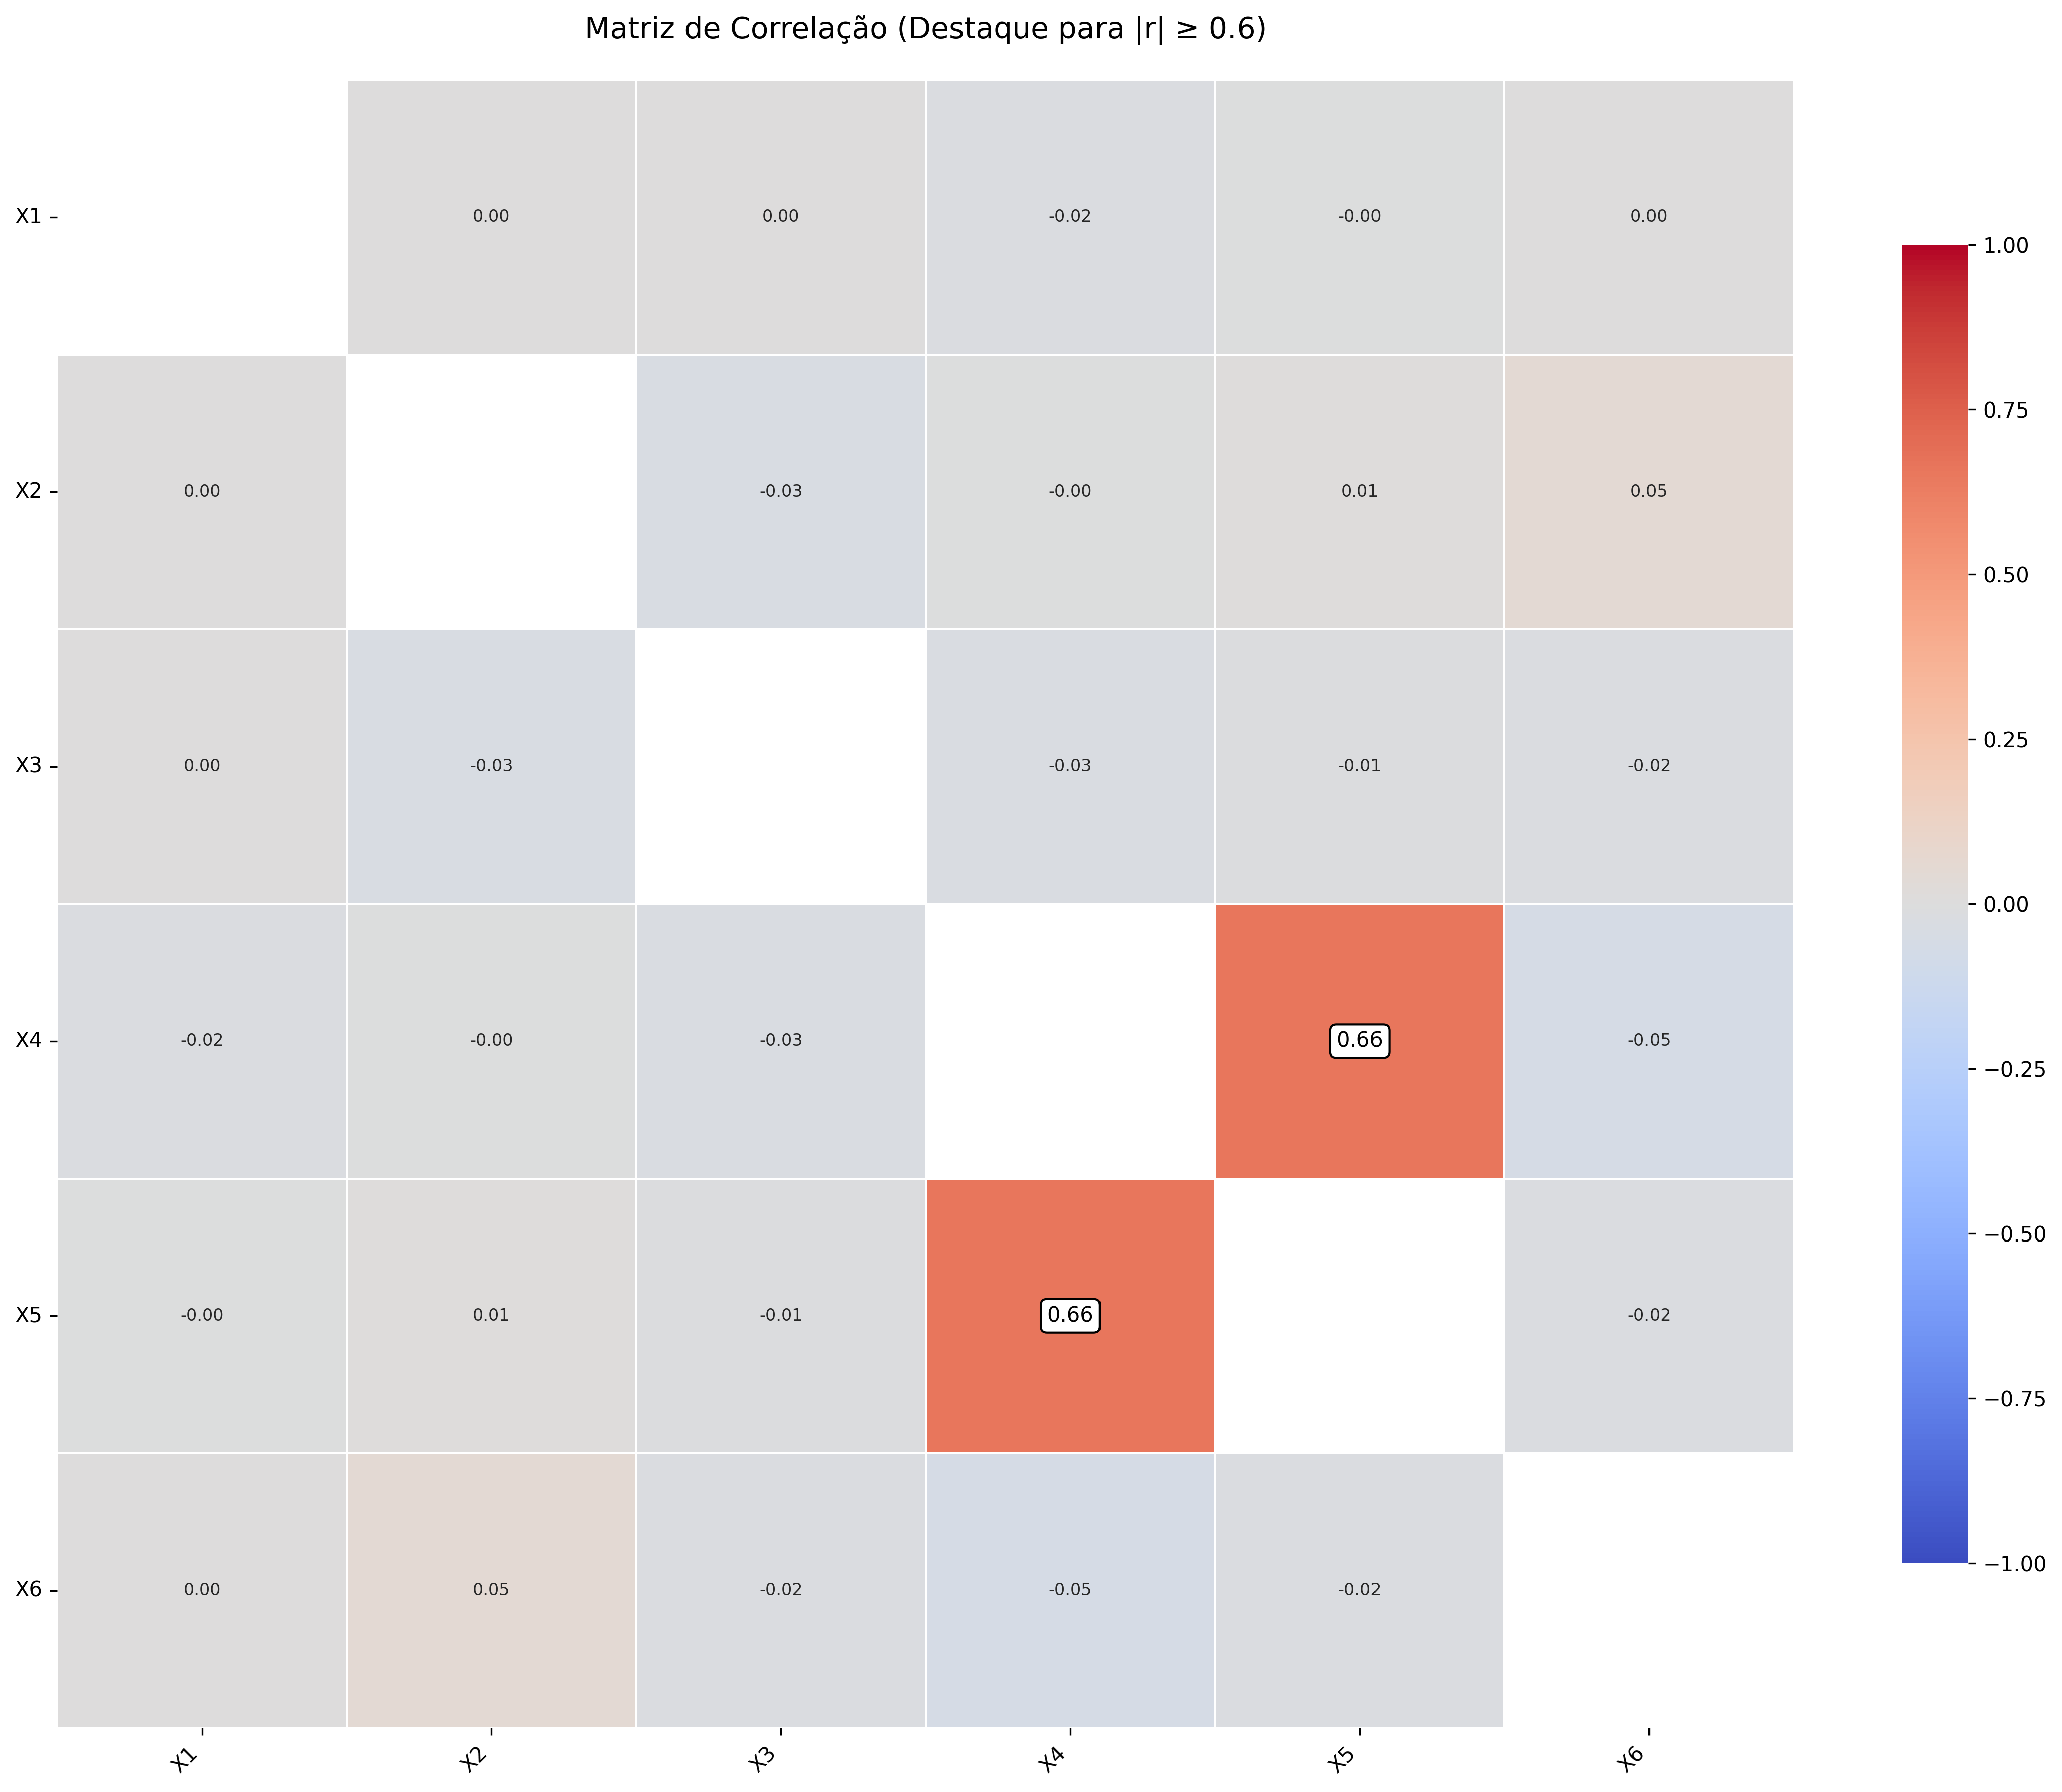 Matriz de Correlação (Destaque para |r| ≥ 0.6)
X1 0.00 0.00 -0.02 -0.00 0.00
X2 0.00 -0.03 -0.00 0.01 0.05
X3 0.00 -0.03 -0.03 -0.01 -0.02
X4 -0.02 -0.00 -0.03 0.66 -0.05
X5 -0.00 0.01 -0.01 0.66 -0.02
X6 0.00 0.05 -0.02 -0.05 -0.02
X1 X2 X3 X4 X5 X6
1.00
0.75
0.50
0.25
0.00
−0.25
−0.50
−0.75
−1.00